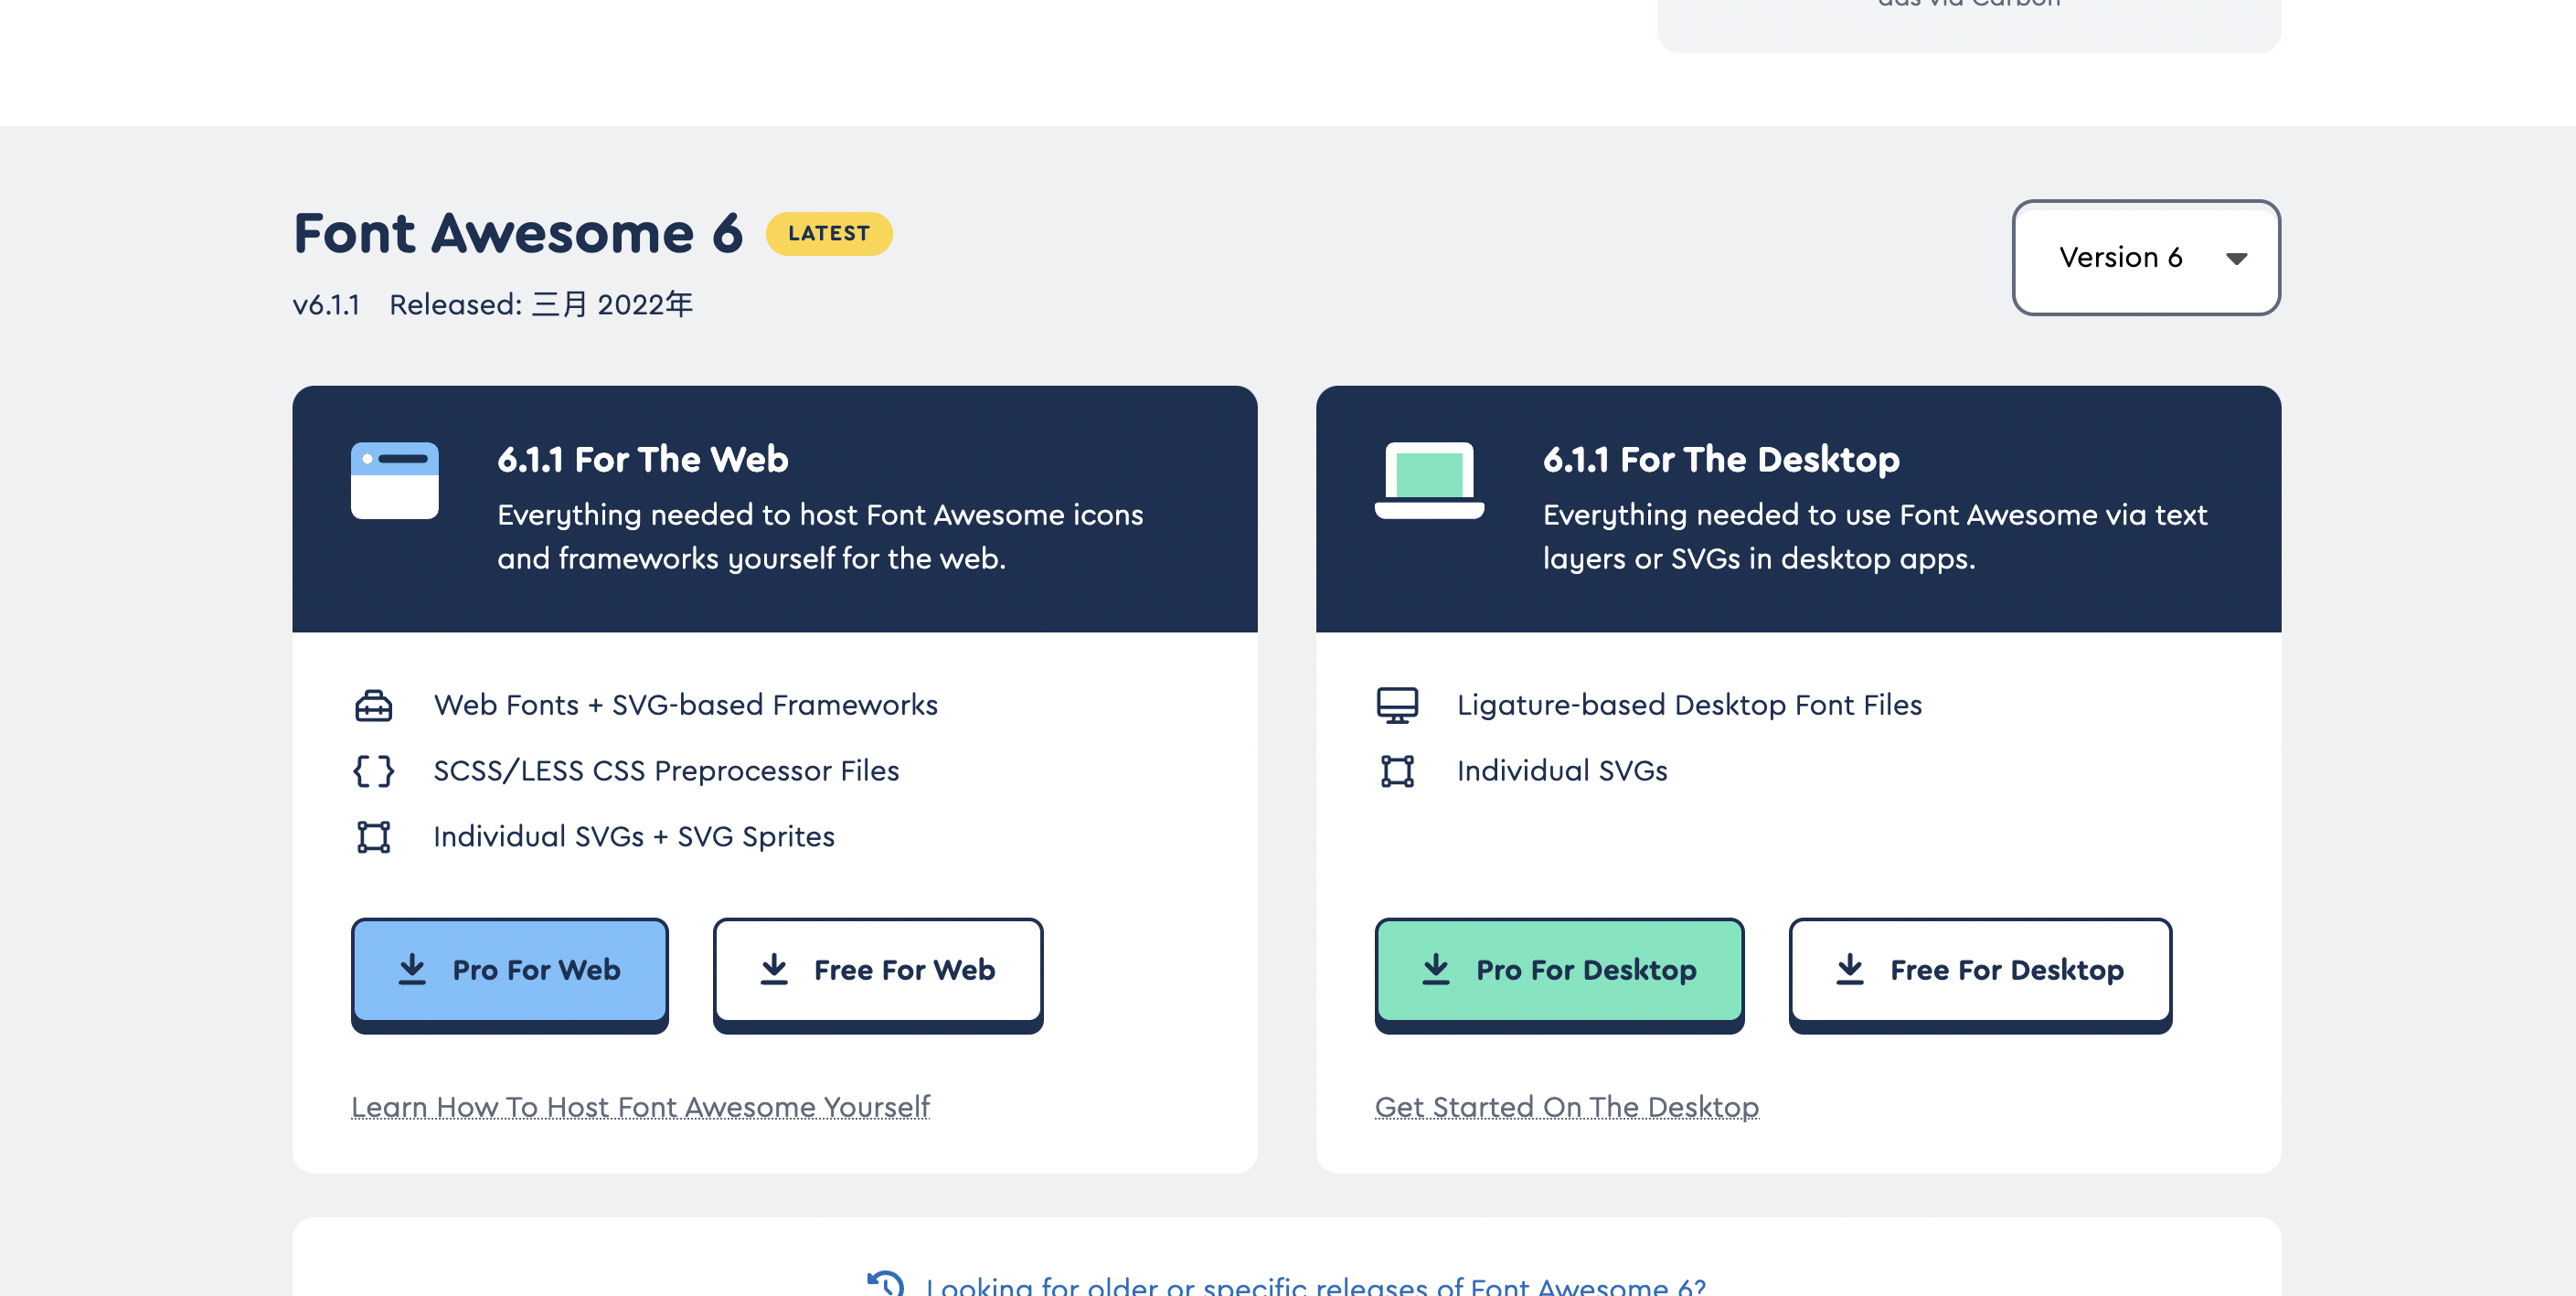 ads via Carbon
Font Awesome 6 LATEST
Version 6
v6.1.1 Released: 三月 2022年
6.1.1 For The Web
Everything needed to host Font Awesome icons
and frameworks yourself for the web.
Web Fonts + SVG-based Frameworks
SCSS/LESS CSS Preprocessor Files
Individual SVGs + SVG Sprites
Pro For Web
Free For Web
Learn How To Host Font Awesome Yourself
6.1.1 For The Desktop
Everything needed to use Font Awesome via text
layers or SVGs in desktop apps.
Ligature-based Desktop Font Files
Individual SVGs
Pro For Desktop
Free For Desktop
Get Started On The Desktop
Looking for older or specific releases of Font Awesome 6?